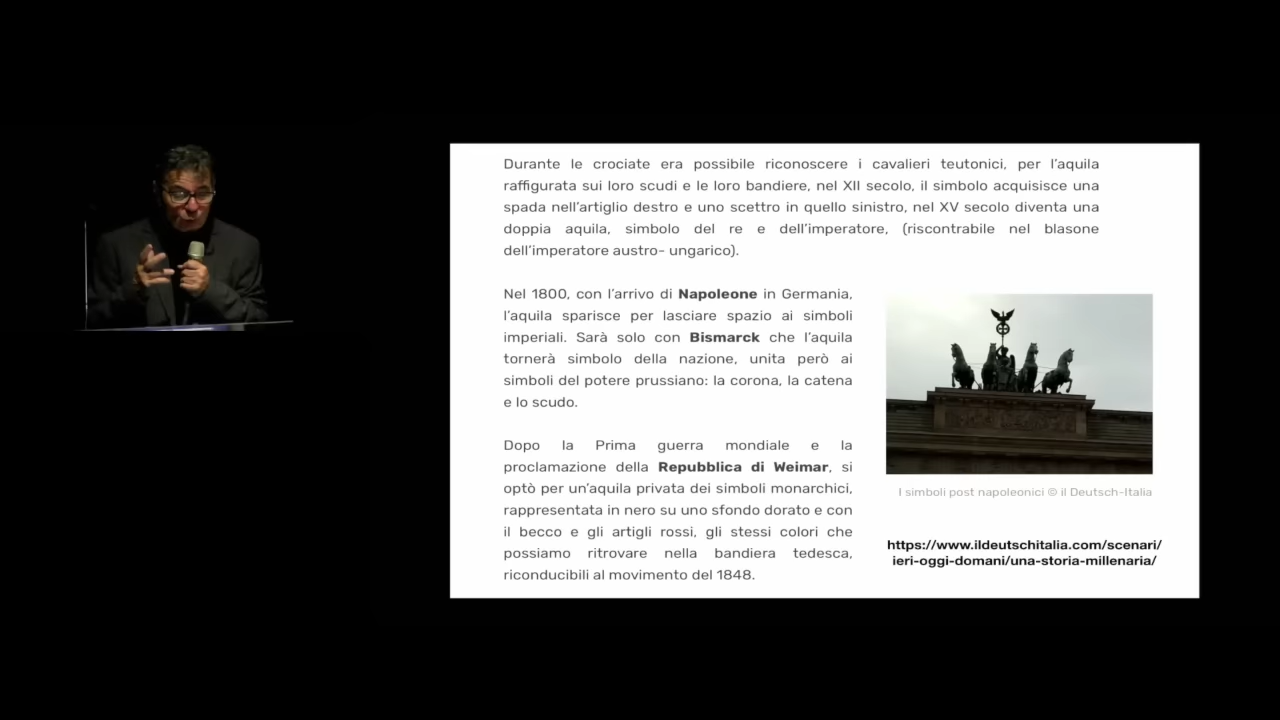 Durante le crociate era possibile riconoscere i cavalieri teutonici, per l'aquila
raffigurata sui loro scudi e le loro bandiere, nel XII secolo, il simbolo acquisisce una
spada nell'artiglio destro e uno scettro in quello sinistro, nel XV secolo diventa una
doppia aquila, simbolo del re e dell'imperatore, (riscontrabile nel blasone
dell'imperatore austro- ungarico).
Nel 1800, con l'arrivo di Napoleone in Germania,
l'aquila sparisce per lasciare spazio ai simboli
imperiali. Sarà solo con Bismarck che l'aquila
tornerà simbolo della nazione, unita però ai
simboli del potere prussiano: la corona, la catena
e lo scudo.
Dopo la Prima guerra mondiale e la
proclamazione della Repubblica di Weimar, si
optò per un'aquila privata dei simboli monarchici,
rappresentata in nero su uno sfondo dorato e con
il becco e gli artigli rossi, gli stessi colori che
possiamo ritrovare nella bandiera tedesca,
riconducibili al movimento del 1848.
I simboli post napoleonici © il Deutsch-Italia
https://www.ildeutschitalia.com/scenari/
ieri-oggi-domani/una-storia-millenaria/